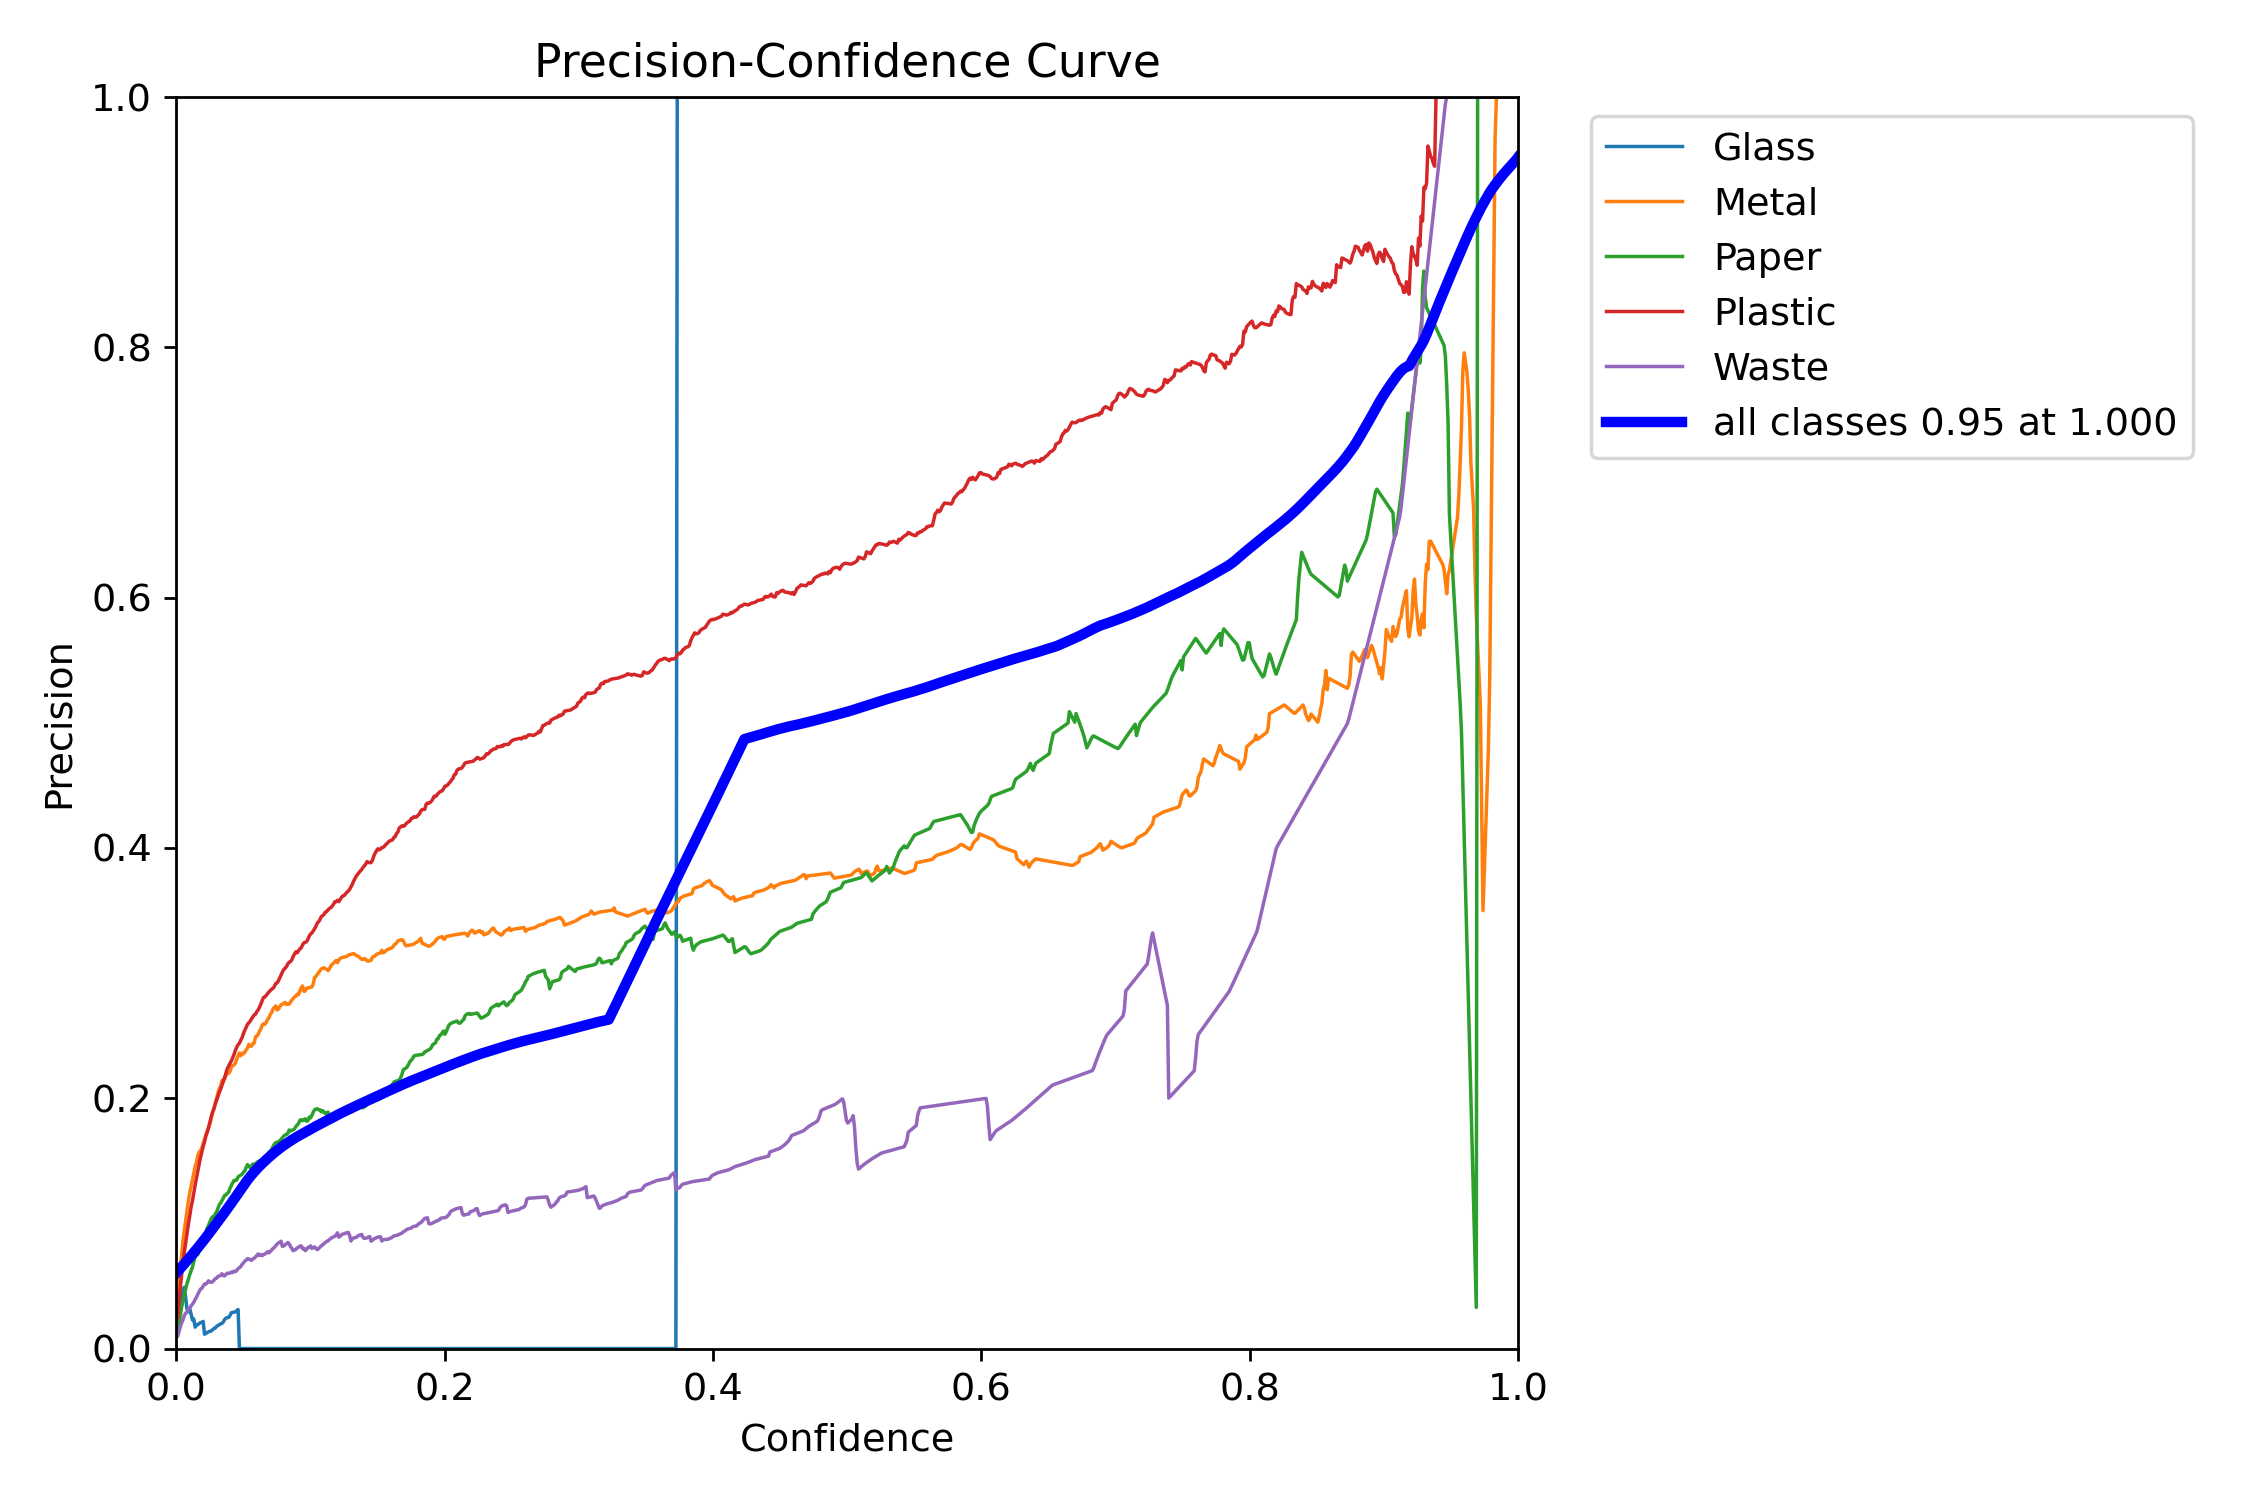 Precision-Confidence Curve
1.0
0.8
0.6
0.4
0.2
0.0
Precision
0.0 0.2 0.4 0.6 0.8 1.0
Confidence
Glass
Metal
Paper
Plastic
Waste
all classes 0.95 at 1.000